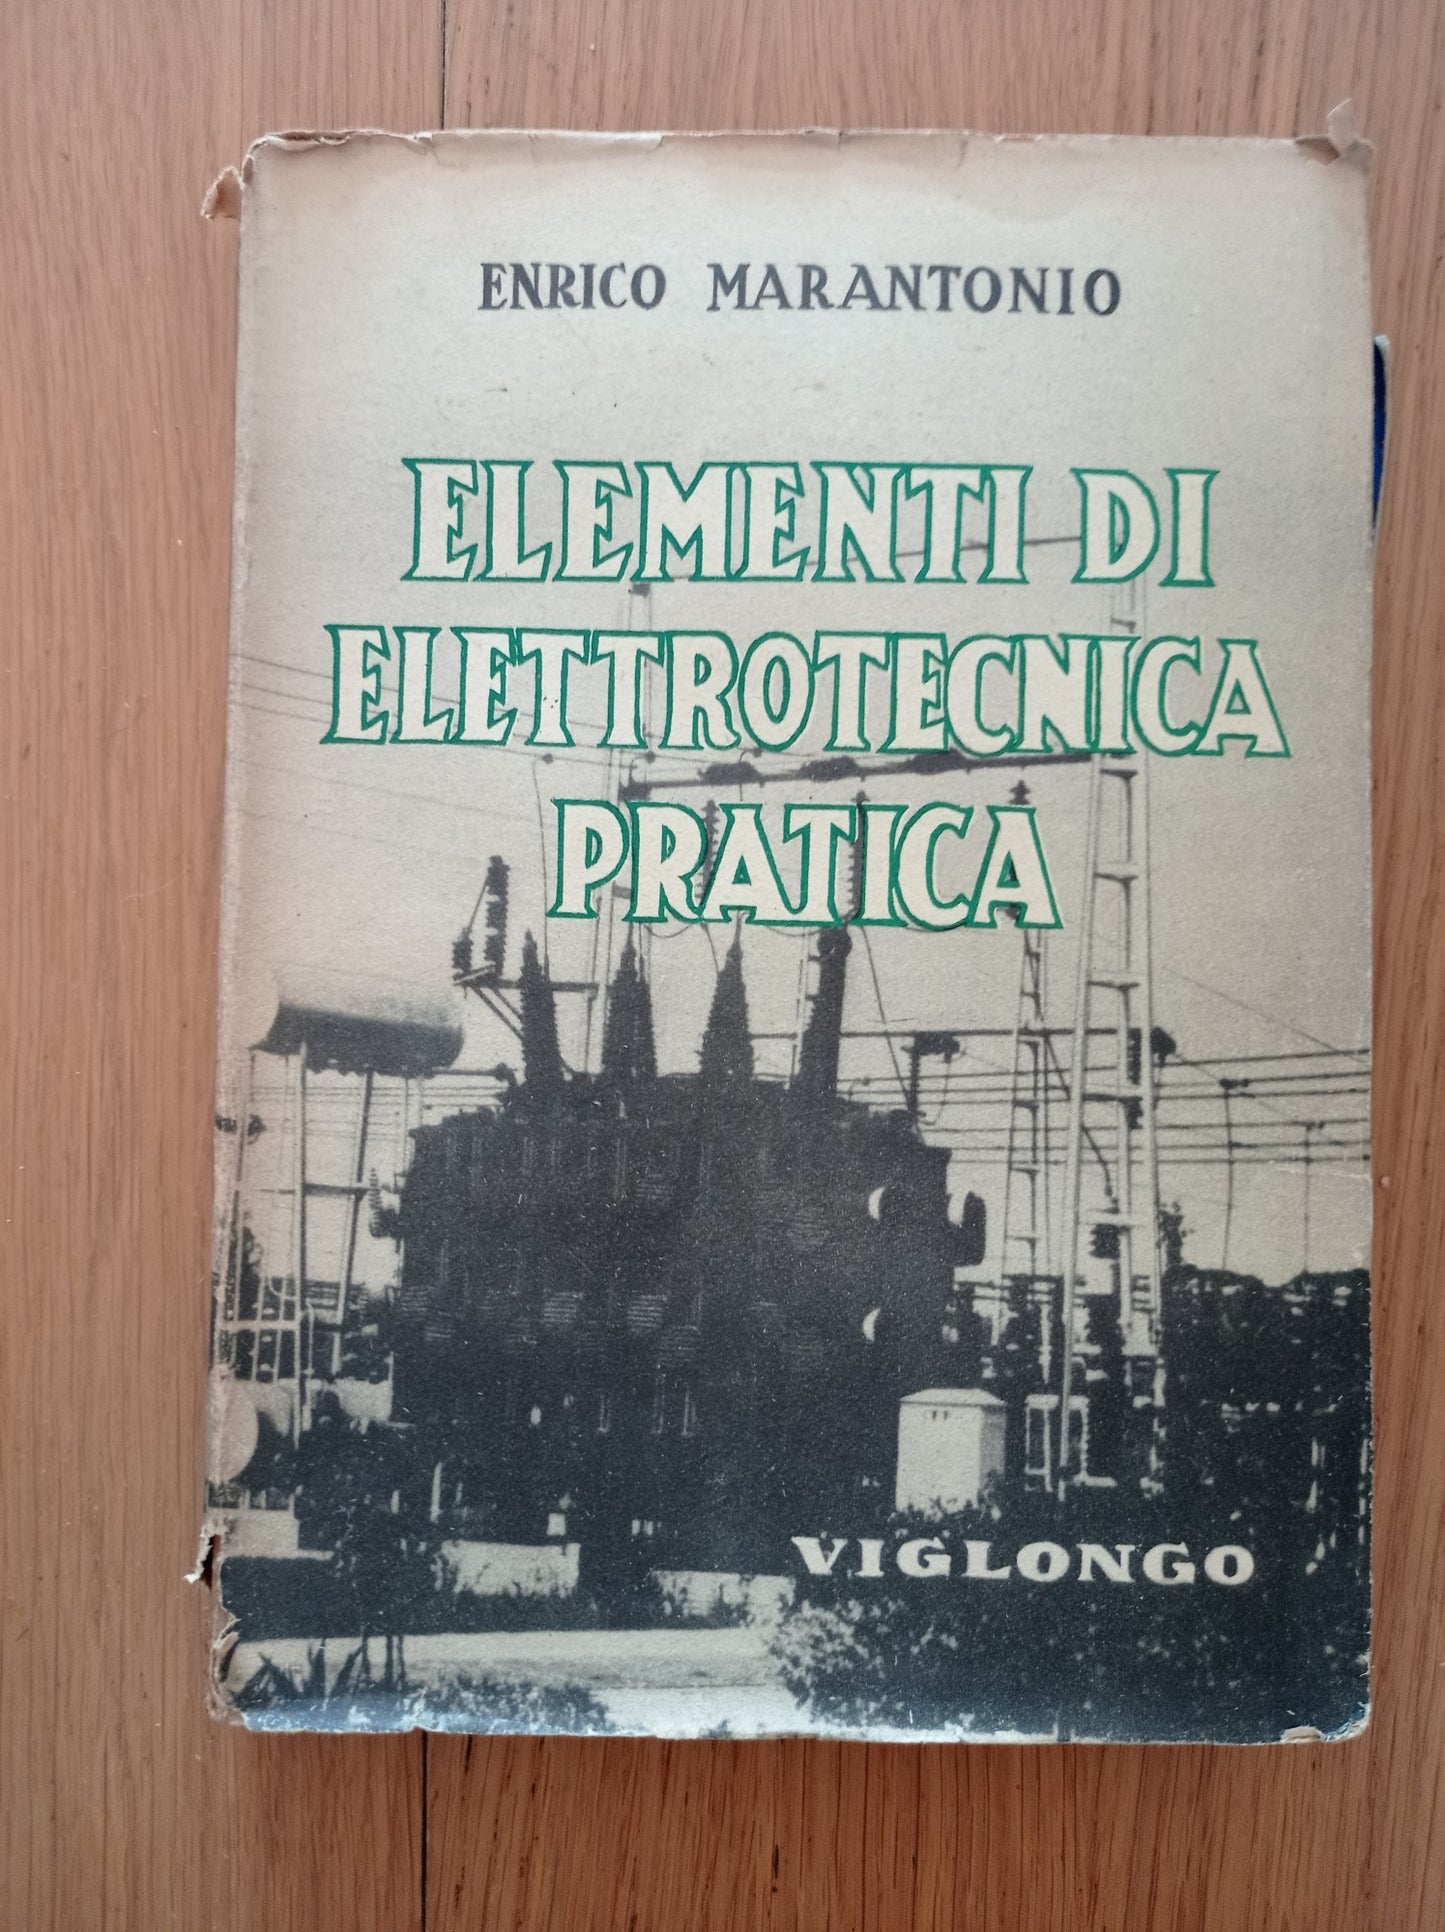 ENRICO MARANTONIO
ELEMENTI DI
ELETTROTECNICA
PRATICA
VIGLONGO